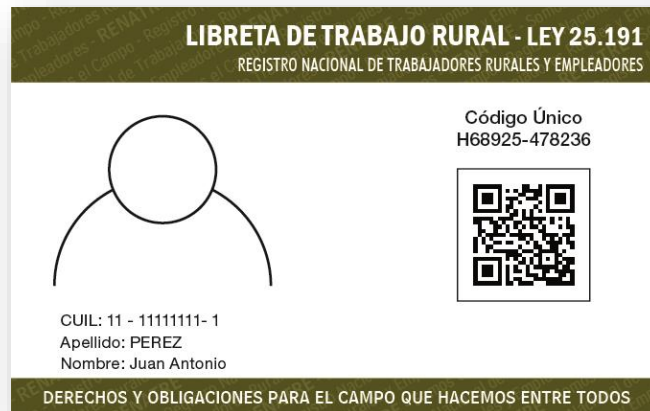 LIBRETA DE TRABAJO RURAL - LEY 25.191
REGISTRO NACIONAL DE TRABAJADORES RURALES Y EMPLEADORES
Código Único
H68925-478236
CUIL: 11 - 11111111- 1
Apellido: PEREZ
Nombre: Juan Antonio
DERECHOS Y OBLIGACIONES PARA EL CAMPO QUE HACEMOS ENTRE TODOS